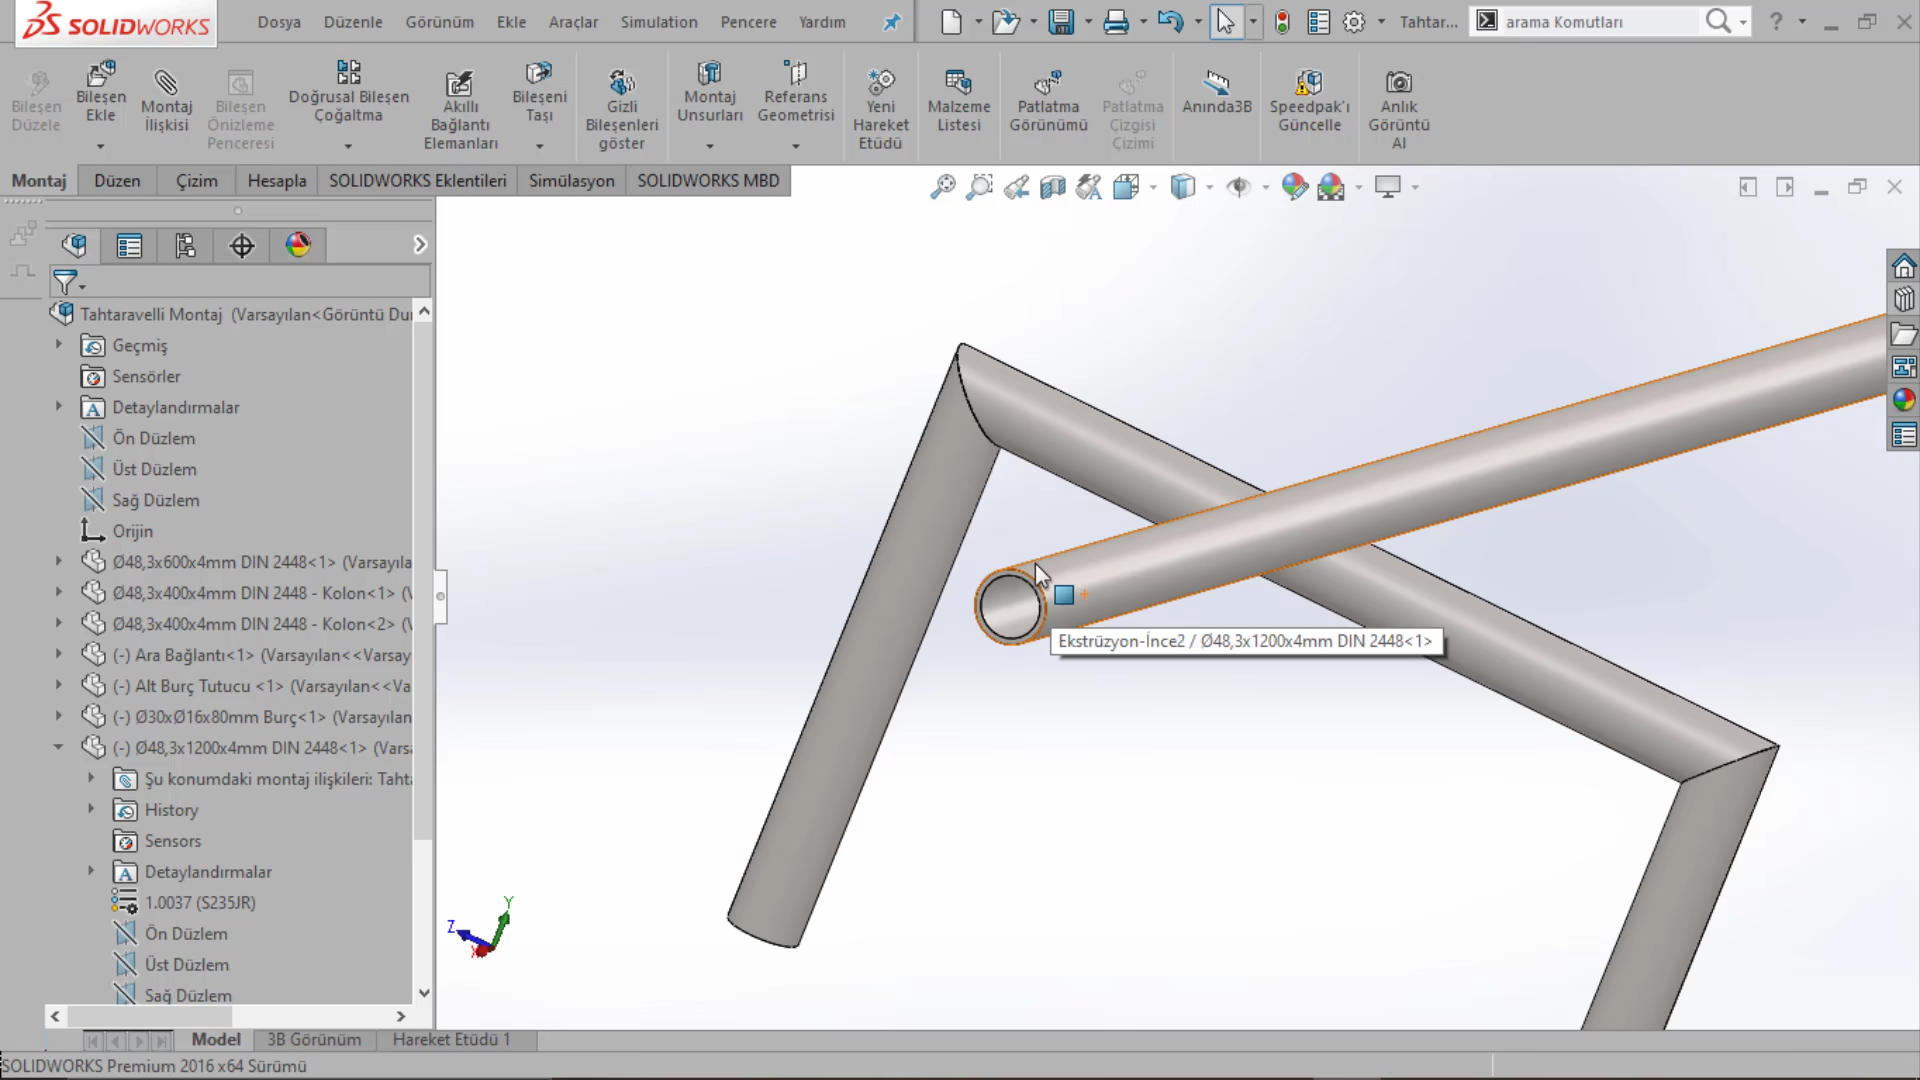 SOLIDWORKS
Dosya Düzenle Görünüm Ekle Araçlar Simulation Pencere Yardım
Tahtar...
arama Komutları
Bileşen Düzele
Bileşen Ekle
Montaj İlişkisi
Bileşen Önizleme Penceresi
Doğrusal Bileşen Çoğaltma
Akıllı Bağlantı Elemanları
Bileşeni Taşı
Gizli Bileşenleri göster
Montaj Unsurları
Referans Geometrisi
Yeni Hareket Etüdü
Malzeme Listesi
Patlatma Görünümü
Patlatma Çizgisi Çizimi
Anında3B
Speedpak'ı Güncelle
Anlık Görüntü Al
Montaj Düzen Çizim Hesapla SOLIDWORKS Eklentileri Simülasyon SOLIDWORKS MBD
Tahtaravelli Montaj (Varsayılan<Görüntü Du
Geçmiş
Sensörler
Detaylandırmalar
Ön Düzlem
Üst Düzlem
Sağ Düzlem
Orijin
Ø48,3x600x4mm DIN 2448<1> (Varsayıla
Ø48,3x400x4mm DIN 2448 - Kolon<1> (V
Ø48,3x400x4mm DIN 2448 - Kolon<2> (
(-) Ara Bağlantı<1> (Varsayılan<<Varsay
(-) Alt Burç Tutucu <1> (Varsayılan<<Va
(-) Ø30xØ16x80mm Burç<1> (Varsayılan
(-) Ø48,3x1200x4mm DIN 2448<1> (Vars
Şu konumdaki montaj ilişkileri: Taht
History
Sensors
Detaylandırmalar
1.0037 (S235JR)
Ön Düzlem
Üst Düzlem
Sağ Düzlem
Ekstrüzyon-İnce2 / Ø48,3x1200x4mm DIN 2448<1>
Y
Z
X
Model 3B Görünüm Hareket Etüdü 1
SOLIDWORKS Premium 2016 x64 Sürümü